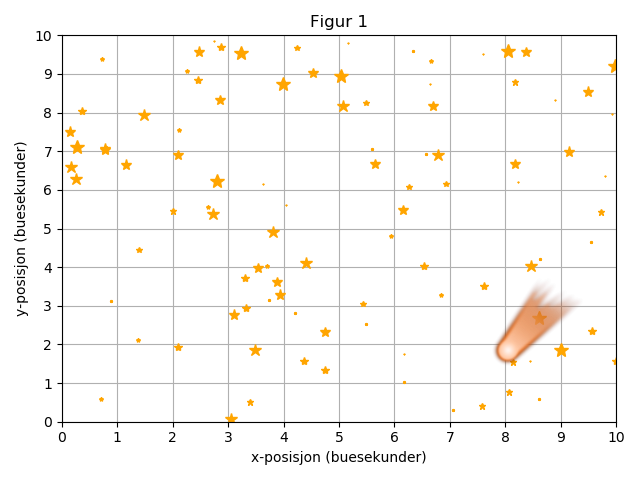 Figur 1
10
9
8
7
6
5
4
3
2
1
0
y-posisjon (buesekunder)
0 1 2 3 4 5 6 7 8 9 10
x-posisjon (buesekunder)